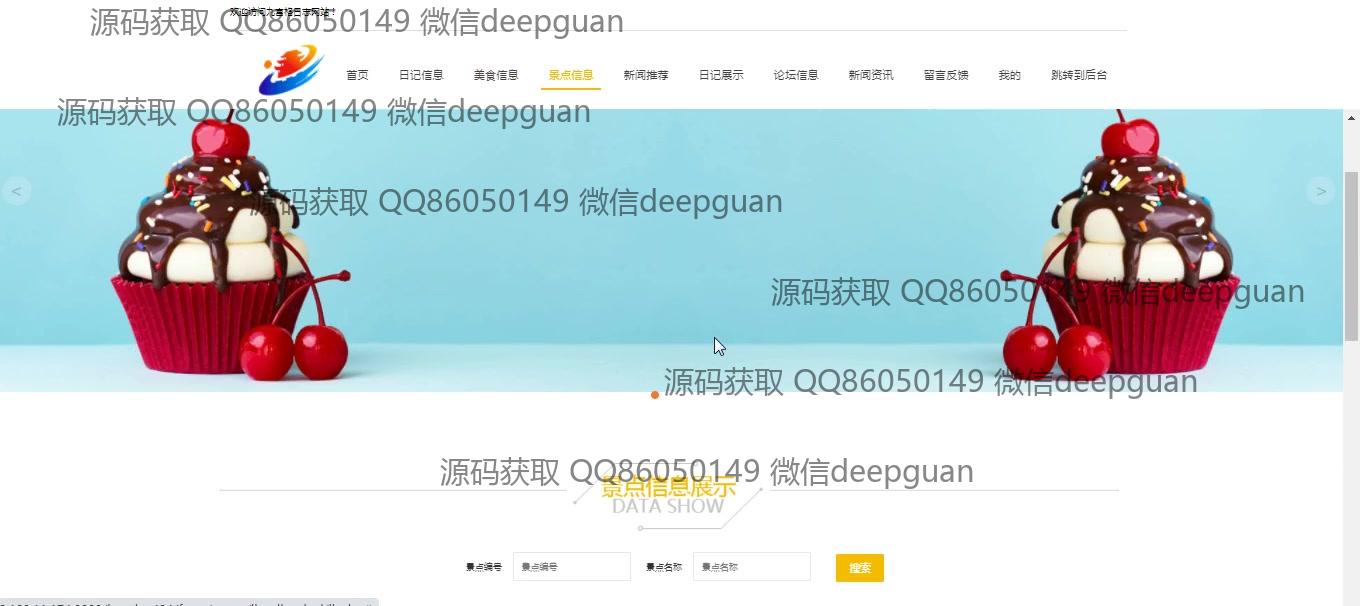 欢迎访问九宫格日志网站！
源码获取 QQ86050149 微信deepguan
首页 日记信息 美食信息 景点信息 新闻推荐 日记展示 论坛信息 新闻资讯 留言反馈 我的 跳转到后台
源码获取 QQ86050149 微信deepguan
< >
源码获取 QQ86050149 微信deepguan
源码获取 QQ86050149 微信deepguan
源码获取 QQ86050149 微信deepguan
源码获取 QQ86050149 微信deepguan
景点信息展示
DATA SHOW
景点编号 景点编号 景点名称 景点名称 搜索